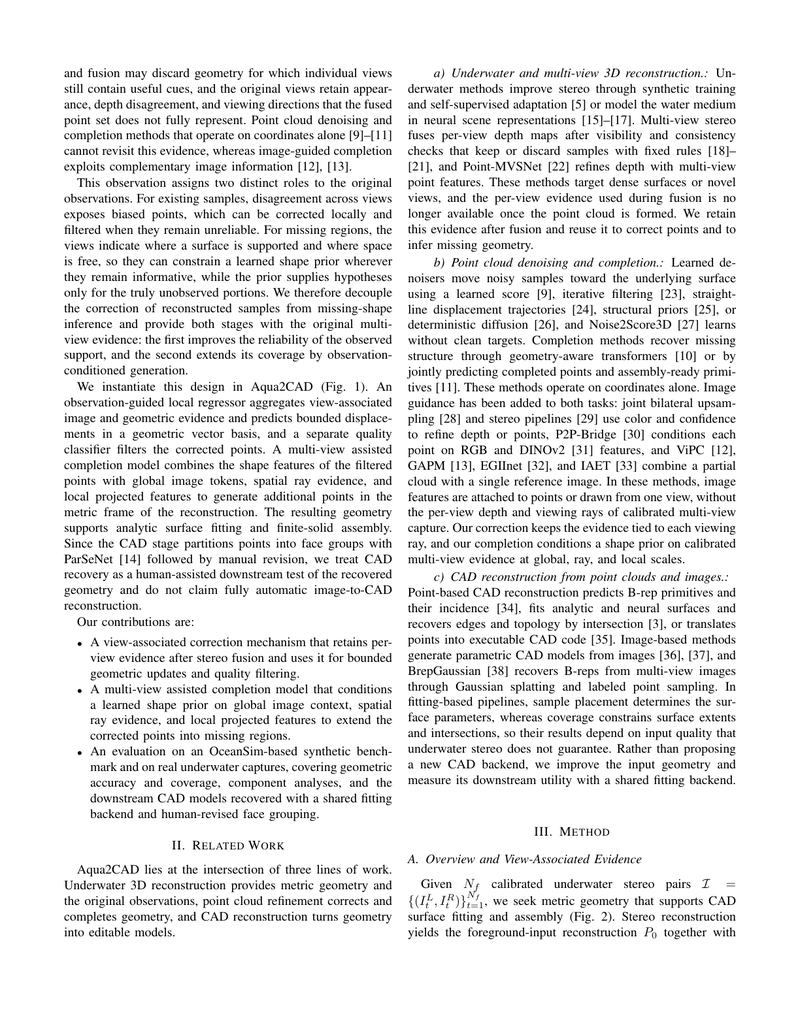 and fusion may discard geometry for which individual views
still contain useful cues, and the original views retain appear-
ance, depth disagreement, and viewing directions that the fused
point set does not fully represent. Point cloud denoising and
completion methods that operate on coordinates alone [9]–[11]
cannot revisit this evidence, whereas image-guided completion
exploits complementary image information [12], [13].
This observation assigns two distinct roles to the original
observations. For existing samples, disagreement across views
exposes biased points, which can be corrected locally and
filtered when they remain unreliable. For missing regions, the
views indicate where a surface is supported and where space
is free, so they can constrain a learned shape prior wherever
they remain informative, while the prior supplies hypotheses
only for the truly unobserved portions. We therefore decouple
the correction of reconstructed samples from missing-shape
inference and provide both stages with the original multi-
view evidence: the first improves the reliability of the observed
support, and the second extends its coverage by observation-
conditioned generation.
We instantiate this design in Aqua2CAD (Fig. 1). An
observation-guided local regressor aggregates view-associated
image and geometric evidence and predicts bounded displace-
ments in a geometric vector basis, and a separate quality
classifier filters the corrected points. A multi-view assisted
completion model combines the shape features of the filtered
points with global image tokens, spatial ray evidence, and
local projected features to generate additional points in the
metric frame of the reconstruction. The resulting geometry
supports analytic surface fitting and finite-solid assembly.
Since the CAD stage partitions points into face groups with
ParSeNet [14] followed by manual revision, we treat CAD
recovery as a human-assisted downstream test of the recovered
geometry and do not claim fully automatic image-to-CAD
reconstruction.
Our contributions are:
• A view-associated correction mechanism that retains per-
view evidence after stereo fusion and uses it for bounded
geometric updates and quality filtering.
• A multi-view assisted completion model that conditions
a learned shape prior on global image context, spatial
ray evidence, and local projected features to extend the
corrected points into missing regions.
• An evaluation on an OceanSim-based synthetic bench-
mark and on real underwater captures, covering geometric
accuracy and coverage, component analyses, and the
downstream CAD models recovered with a shared fitting
backend and human-revised face grouping.
II. RELATED WORK
Aqua2CAD lies at the intersection of three lines of work.
Underwater 3D reconstruction provides metric geometry and
the original observations, point cloud refinement corrects and
completes geometry, and CAD reconstruction turns geometry
into editable models.
a) Underwater and multi-view 3D reconstruction.: Un-
derwater methods improve stereo through synthetic training
and self-supervised adaptation [5] or model the water medium
in neural scene representations [15]–[17]. Multi-view stereo
fuses per-view depth maps after visibility and consistency
checks that keep or discard samples with fixed rules [18]–
[21], and Point-MVSNet [22] refines depth with multi-view
point features. These methods target dense surfaces or novel
views, and the per-view evidence used during fusion is no
longer available once the point cloud is formed. We retain
this evidence after fusion and reuse it to correct points and to
infer missing geometry.
b) Point cloud denoising and completion.: Learned de-
noisers move noisy samples toward the underlying surface
using a learned score [9], iterative filtering [23], straight-
line displacement trajectories [24], structural priors [25], or
deterministic diffusion [26], and Noise2Score3D [27] learns
without clean targets. Completion methods recover missing
structure through geometry-aware transformers [10] or by
jointly predicting completed points and assembly-ready primi-
tives [11]. These methods operate on coordinates alone. Image
guidance has been added to both tasks: joint bilateral upsam-
pling [28] and stereo pipelines [29] use color and confidence
to refine depth or points, P2P-Bridge [30] conditions each
point on RGB and DINOv2 [31] features, and ViPC [12],
GAPM [13], EGIInet [32], and IAET [33] combine a partial
cloud with a single reference image. In these methods, image
features are attached to points or drawn from one view, without
the per-view depth and viewing rays of calibrated multi-view
capture. Our correction keeps the evidence tied to each viewing
ray, and our completion conditions a shape prior on calibrated
multi-view evidence at global, ray, and local scales.
c) CAD reconstruction from point clouds and images.:
Point-based CAD reconstruction predicts B-rep primitives and
their incidence [34], fits analytic and neural surfaces and
recovers edges and topology by intersection [3], or translates
points into executable CAD code [35]. Image-based methods
generate parametric CAD models from images [36], [37], and
BrepGaussian [38] recovers B-reps from multi-view images
through Gaussian splatting and labeled point sampling. In
fitting-based pipelines, sample placement determines the sur-
face parameters, whereas coverage constrains surface extents
and intersections, so their results depend on input quality that
underwater stereo does not guarantee. Rather than proposing
a new CAD backend, we improve the input geometry and
measure its downstream utility with a shared fitting backend.
III. METHOD
A. Overview and View-Associated Evidence
Given $N_f$ calibrated underwater stereo pairs $\mathcal{I} =$
$\{(I_t^L, I_t^R)\}_{t=1}^{N_f}$, we seek metric geometry that supports CAD
surface fitting and assembly (Fig. 2). Stereo reconstruction
yields the foreground-input reconstruction $P_0$ together with